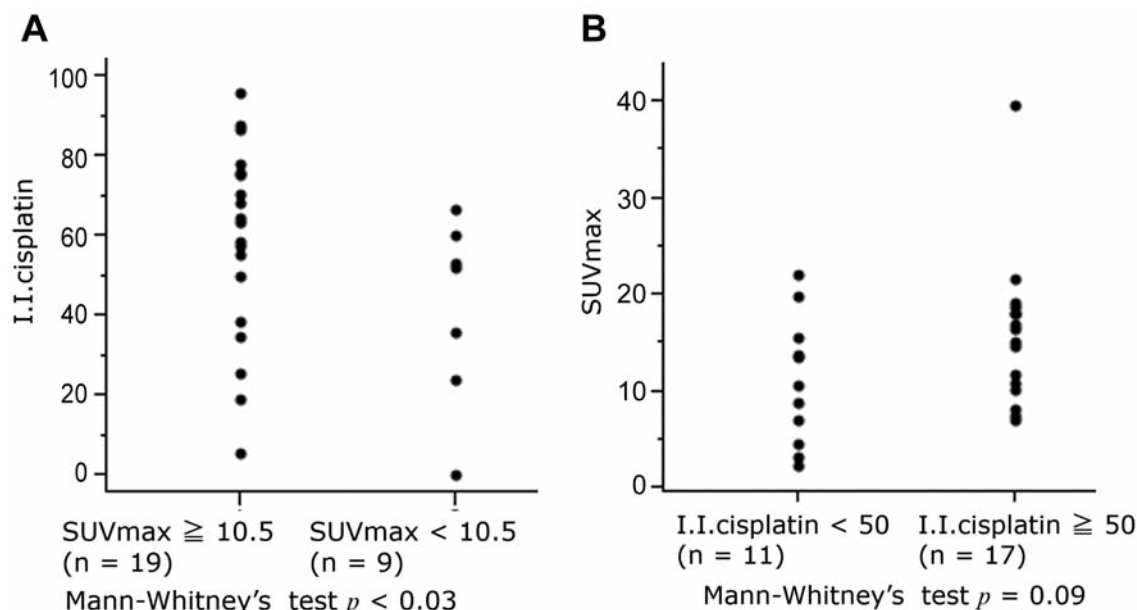 A
I.I.cisplatin
100
80
60
40
20
0
SUVmax ≧ 10.5
(n = 19)
SUVmax < 10.5
(n = 9)
Mann-Whitney's test p < 0.03
B
SUVmax
40
30
20
10
0
I.I.cisplatin < 50
(n = 11)
I.I.cisplatin ≧ 50
(n = 17)
Mann-Whitney's test p = 0.09